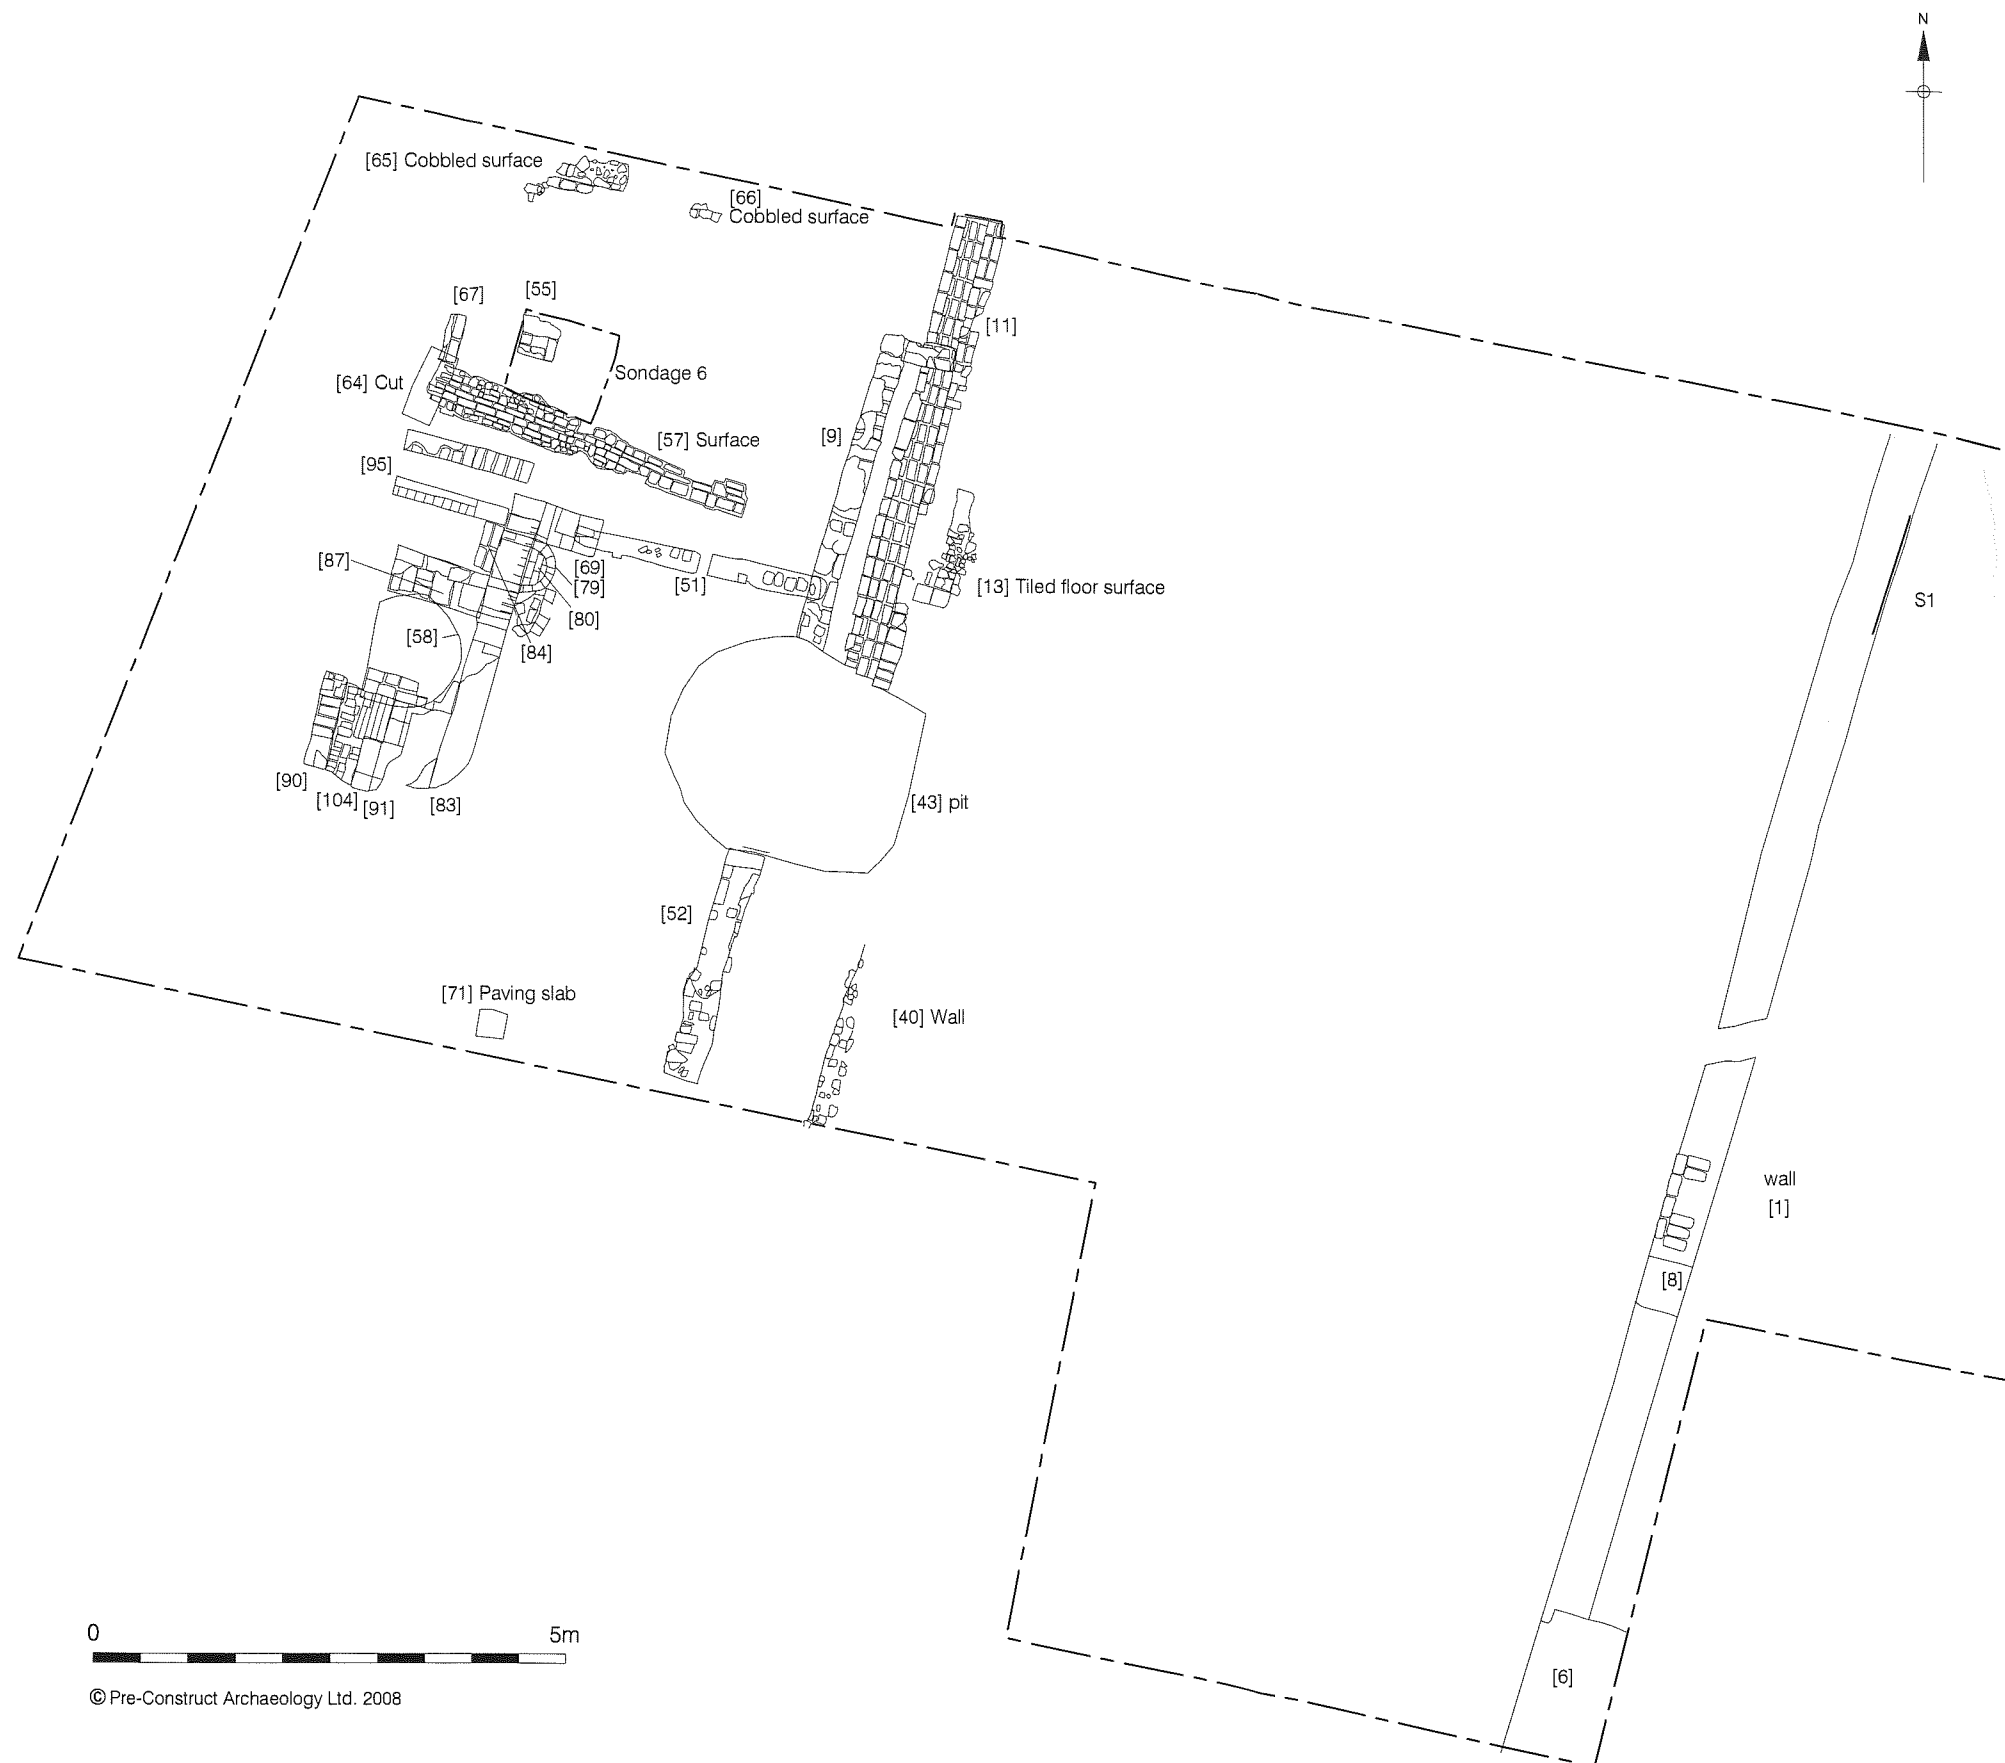 N
[65] Cobbled surface
[66]
Cobbled surface
[67]
[55]
[11]
[64] Cut
Sondage 6
[9]
[57] Surface
[95]
[87]
[69]
[79]
[51]
[13] Tiled floor surface
[80]
S1
[58]
[84]
[90]
[104]
[91]
[83]
[43] pit
[52]
[71] Paving slab
[40] Wall
wall
[1]
[8]
0
5m
[6]
© Pre-Construct Archaeology Ltd. 2008